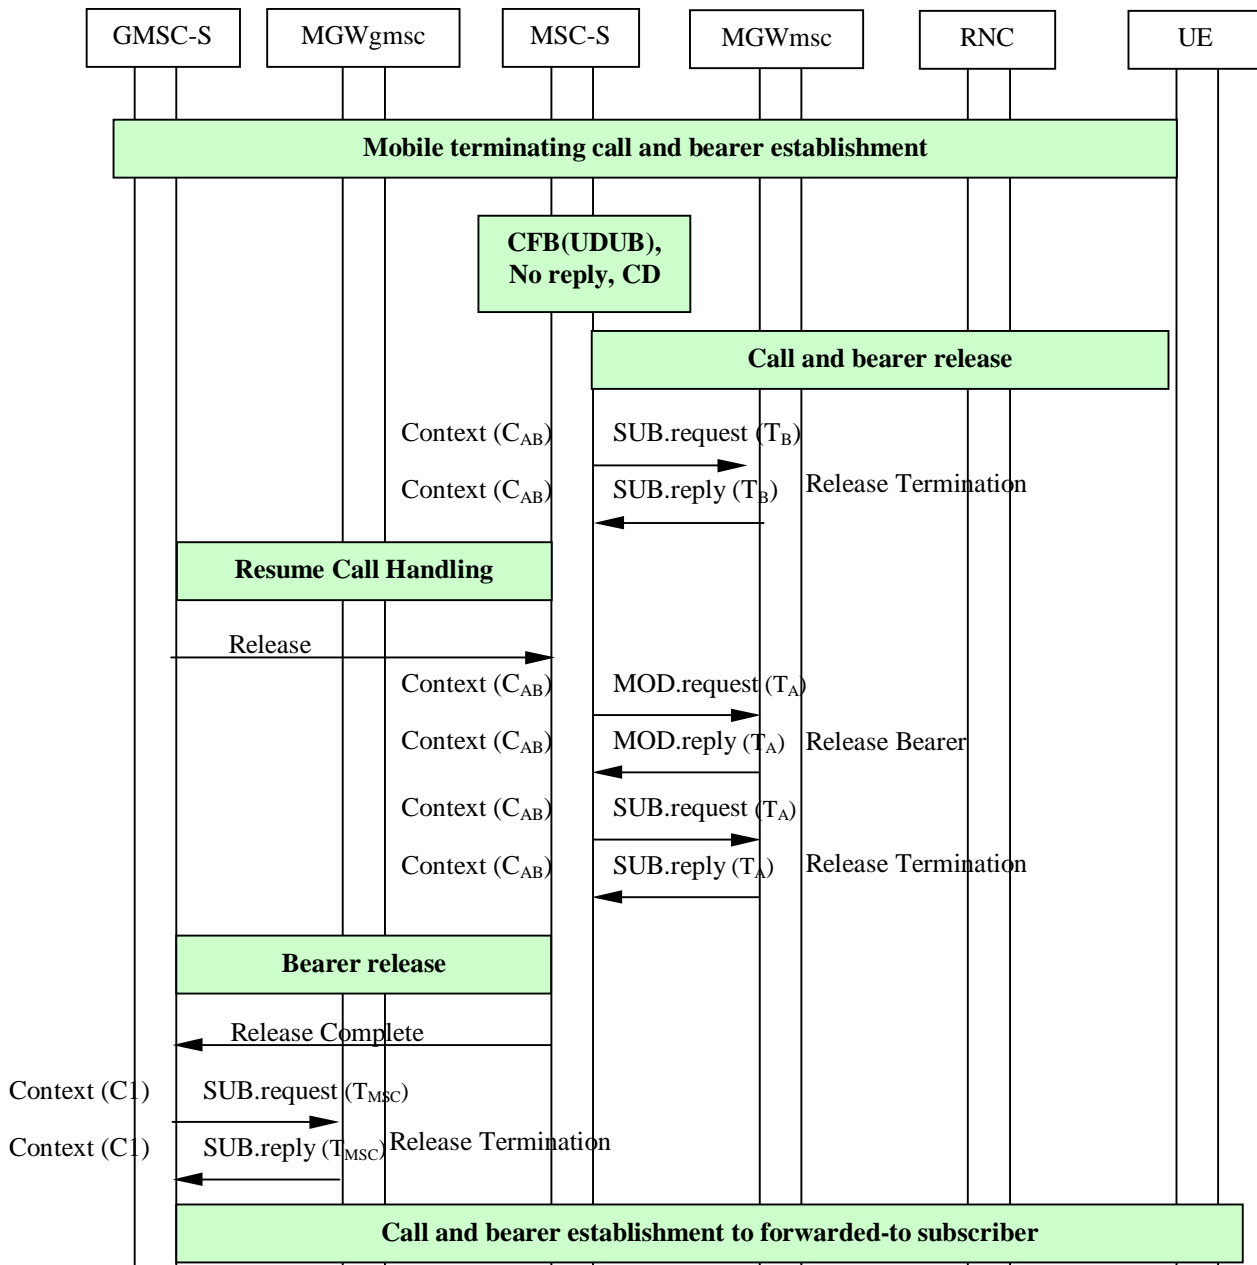 GMSC-S MGWgmsc MSC-S MGWmsc RNC UE
Mobile terminating call and bearer establishment
CFB(UDUB),
No reply, CD
Call and bearer release
Context (CAB) SUB.request (TB)
Context (CAB) SUB.reply (TB) Release Termination
Resume Call Handling
Release
Context (CAB) MOD.request (TA)
Context (CAB) MOD.reply (TA) Release Bearer
Context (CAB) SUB.request (TA)
Context (CAB) SUB.reply (TA) Release Termination
Bearer release
Release Complete
Context (C1) SUB.request (TMSC)
Context (C1) SUB.reply (TMSC) Release Termination
Call and bearer establishment to forwarded-to subscriber